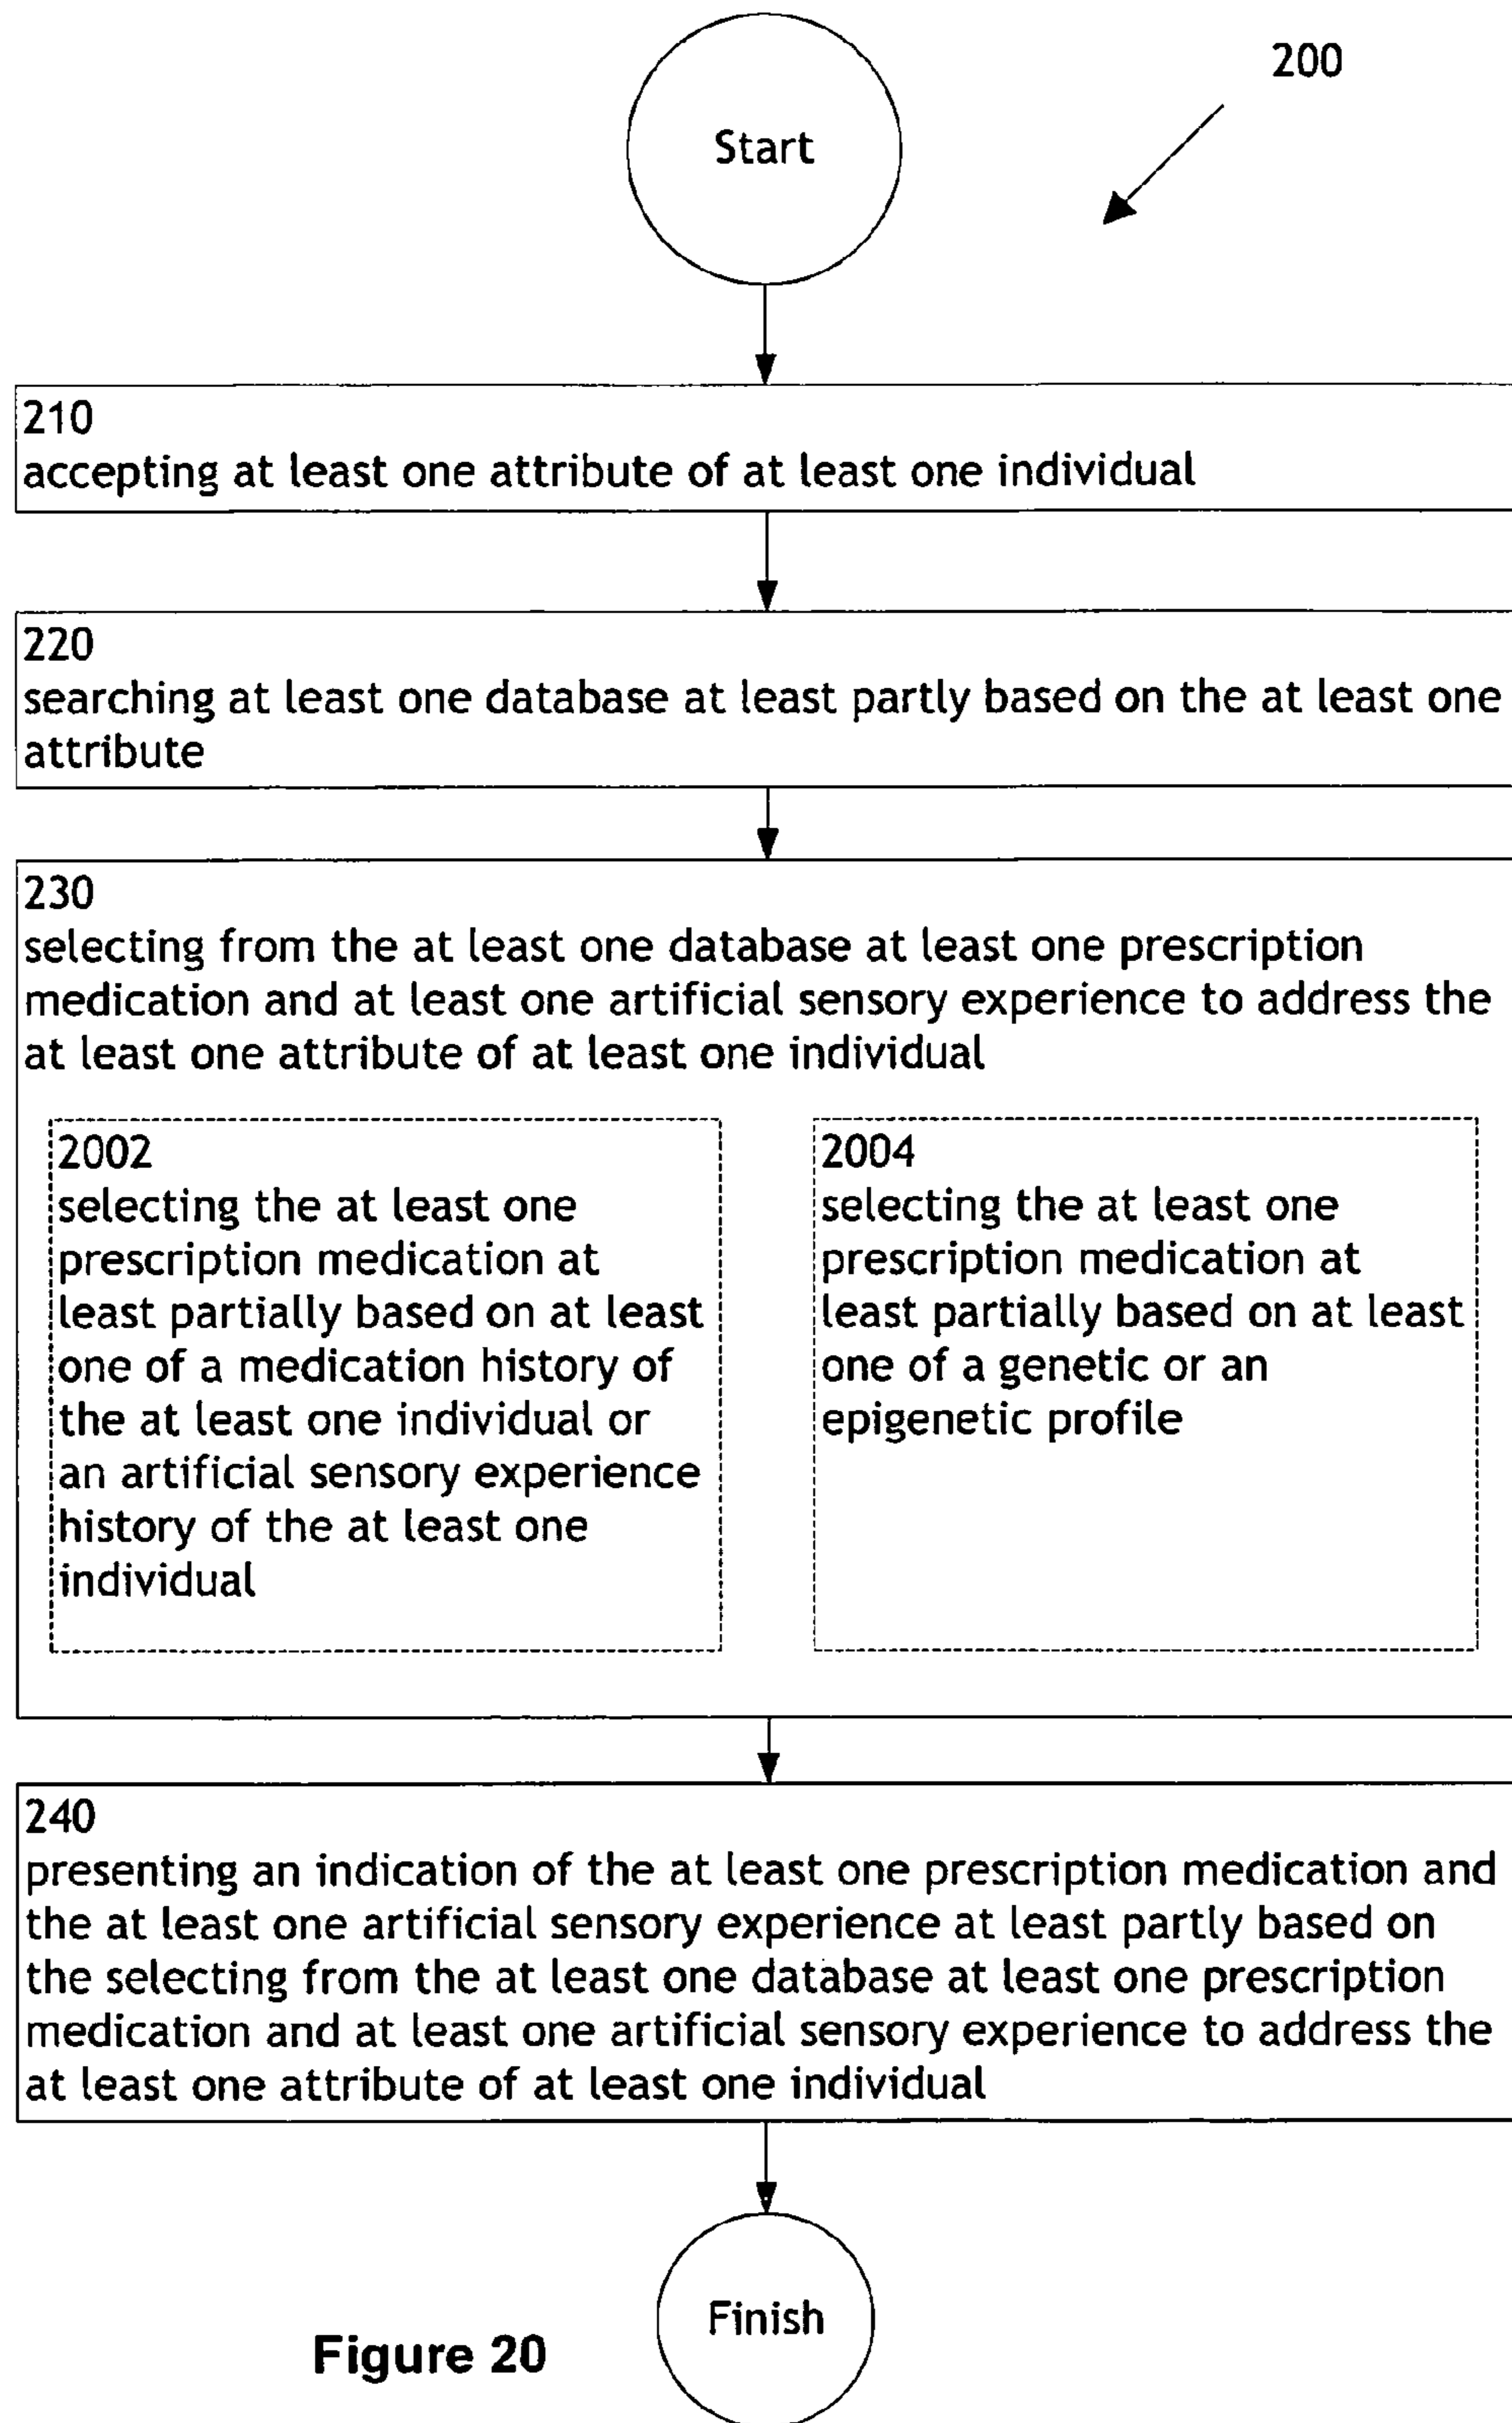 200
Start
210
accepting at least one attribute of at least one individual
220
searching at least one database at least partly based on the at least one
attribute
230
selecting from the at least one database at least one prescription
medication and at least one artificial sensory experience to address the
at least one attribute of at least one individual
2002
selecting the at least one
prescription medication at
least partially based on at least
one of a medication history of
the at least one individual or
an artificial sensory experience
history of the at least one
individual
2004
selecting the at least one
prescription medication at
least partially based on at least
one of a genetic or an
epigenetic profile
240
presenting an indication of the at least one prescription medication and
the at least one artificial sensory experience at least partly based on
the selecting from the at least one database at least one prescription
medication and at least one artificial sensory experience to address the
at least one attribute of at least one individual
Finish
Figure 20